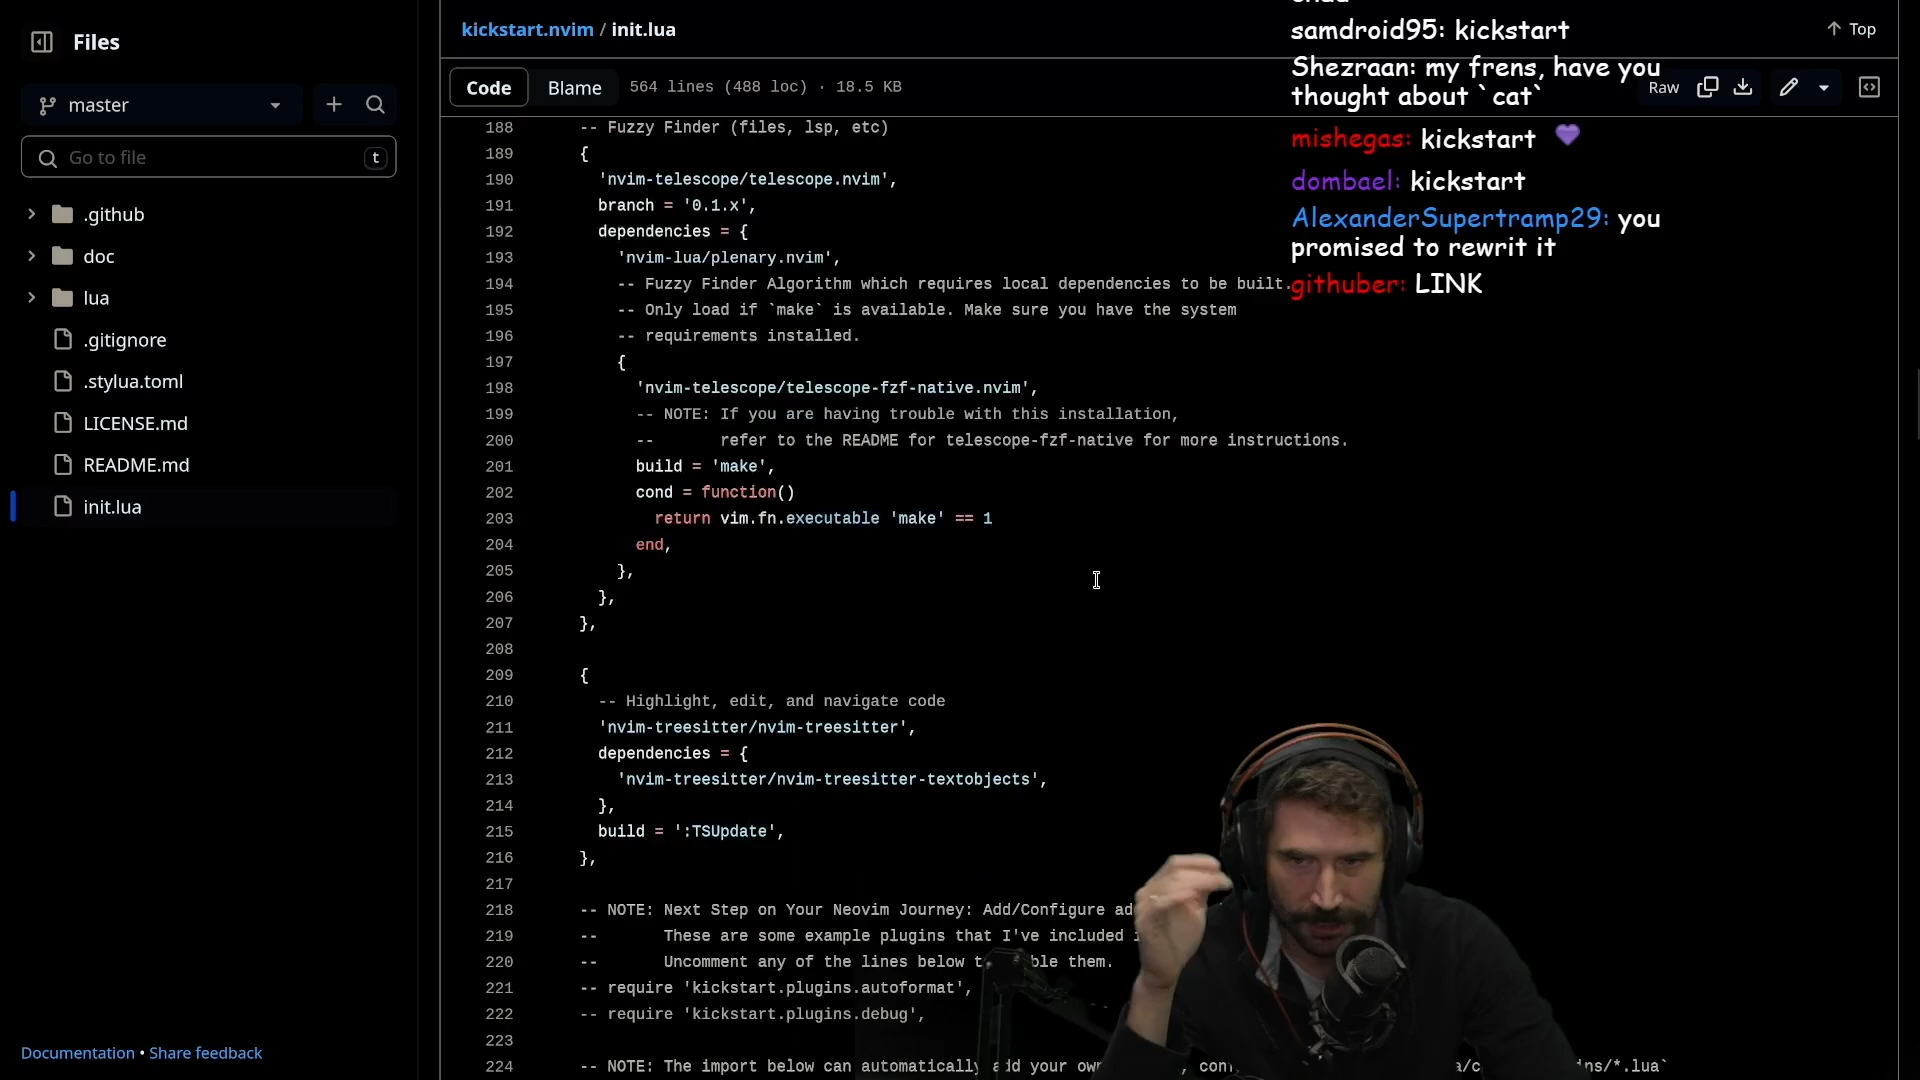 Files
master
Go to file
t
.github
doc
lua
.gitignore
.stylua.toml
LICENSE.md
README.md
init.lua
Documentation • Share feedback
kickstart.nvim / init.lua
Top
Code
Blame
564 lines (488 loc) · 18.5 KB
Raw
188 -- Fuzzy Finder (files, lsp, etc)
189 {
190 'nvim-telescope/telescope.nvim',
191 branch = '0.1.x',
192 dependencies = {
193 'nvim-lua/plenary.nvim',
194 -- Fuzzy Finder Algorithm which requires local dependencies to be built.
195 -- Only load if `make` is available. Make sure you have the system
196 -- requirements installed.
197 {
198 'nvim-telescope/telescope-fzf-native.nvim',
199 -- NOTE: If you are having trouble with this installation,
200 -- refer to the README for telescope-fzf-native for more instructions.
201 build = 'make',
202 cond = function()
203 return vim.fn.executable 'make' == 1
204 end,
205 },
206 },
207 },
208
209 {
210 -- Highlight, edit, and navigate code
211 'nvim-treesitter/nvim-treesitter',
212 dependencies = {
213 'nvim-treesitter/nvim-treesitter-textobjects',
214 },
215 build = ':TSUpdate',
216 },
217
218 -- NOTE: Next Step on Your Neovim Journey: Add/Configure
219 -- These are some example plugins that I've included
220 -- Uncomment any of the lines below
221 -- require 'kickstart.plugins.autoformat',
222 -- require 'kickstart.plugins.debug',
223
224 -- NOTE: The import below can automatically add your own
samdroid95: kickstart
Shezraan: my frens, have you
thought about `cat`
mishegas: kickstart
dombael: kickstart
AlexanderSupertramp29: you
promised to rewrit it
githuber: LINK